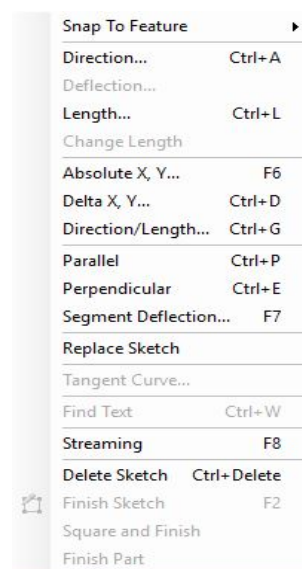 Snap To Feature
Direction... Ctrl+A
Deflection...
Length... Ctrl+L
Change Length
Absolute X, Y... F6
Delta X, Y... Ctrl+D
Direction/Length... Ctrl+G
Parallel Ctrl+P
Perpendicular Ctrl+E
Segment Deflection... F7
Replace Sketch
Tangent Curve...
Find Text Ctrl+W
Streaming F8
Delete Sketch Ctrl+Delete
Finish Sketch F2
Square and Finish
Finish Part